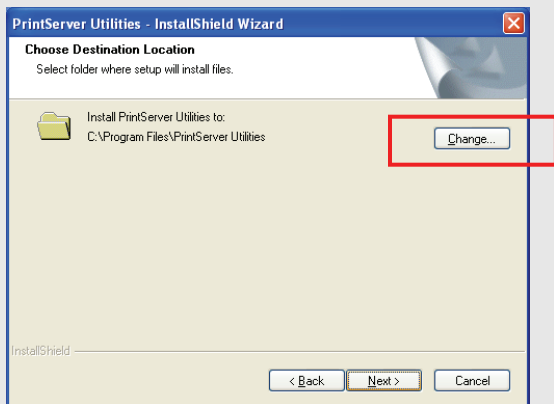 PrintServer Utilities - InstallShield Wizard
Choose Destination Location
Select folder where setup will install files.
Install PrintServer Utilities to:
C:\Program Files\PrintServer Utilities
Change...
InstallShield
< Back
Next >
Cancel